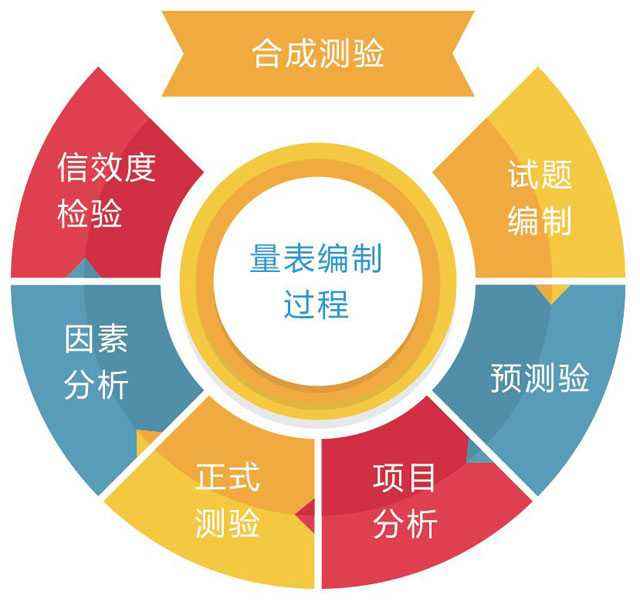 合成测验
试题
编制
预测验
项目
分析
正式
测验
因素
分析
信效度
检验
量表编制
过程